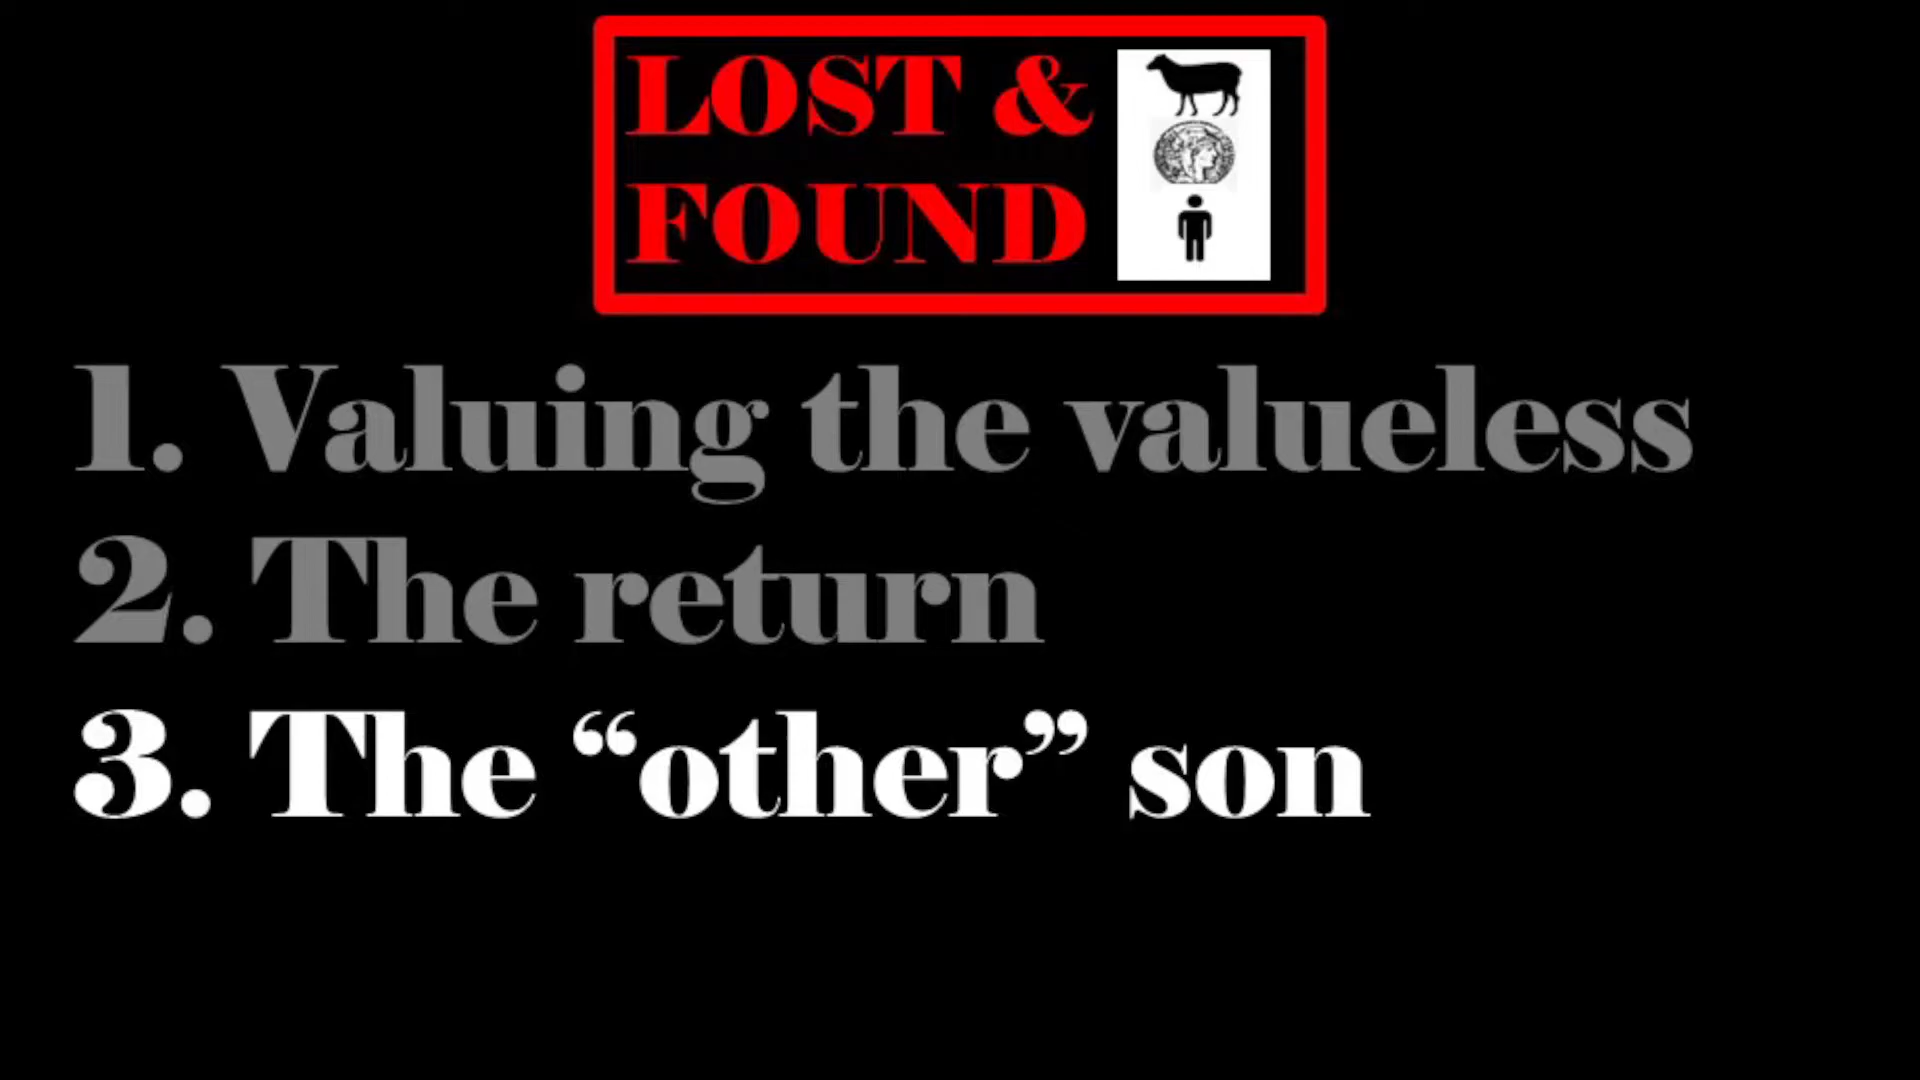 LOST &
FOUND
1. Valuing the valueless
2. The return
3. The “other” son